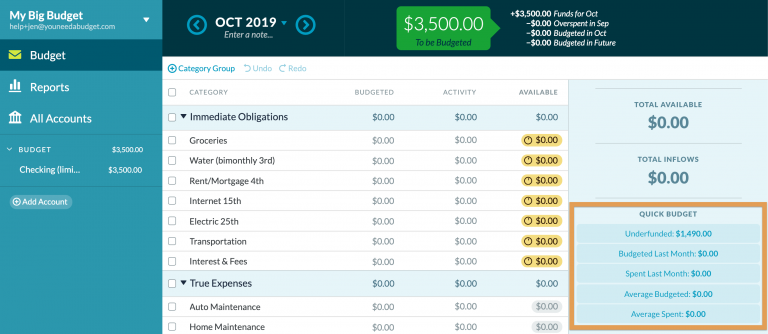 My Big Budget
help+jen@youneedabudget.com
Budget
Reports
All Accounts
BUDGET $3,500.00
Checking (limi... $3,500.00
Add Account
OCT 2019
Enter a note...
$3,500.00
To be Budgeted
+$3,500.00 Funds for Oct
−$0.00 Overspent in Sep
−$0.00 Budgeted in Oct
−$0.00 Budgeted in Future
Category Group Undo Redo
CATEGORY BUDGETED ACTIVITY AVAILABLE
Immediate Obligations $0.00 $0.00 $0.00
Groceries $0.00 $0.00 $0.00
Water (bimonthly 3rd) $0.00 $0.00 $0.00
Rent/Mortgage 4th $0.00 $0.00 $0.00
Internet 15th $0.00 $0.00 $0.00
Electric 25th $0.00 $0.00 $0.00
Transportation $0.00 $0.00 $0.00
Interest & Fees $0.00 $0.00 $0.00
True Expenses $0.00 $0.00 $0.00
Auto Maintenance $0.00 $0.00 $0.00
Home Maintenance $0.00 $0.00 $0.00
TOTAL AVAILABLE
$0.00
TOTAL INFLOWS
$0.00
QUICK BUDGET
Underfunded: $1,490.00
Budgeted Last Month: $0.00
Spent Last Month: $0.00
Average Budgeted: $0.00
Average Spent: $0.00